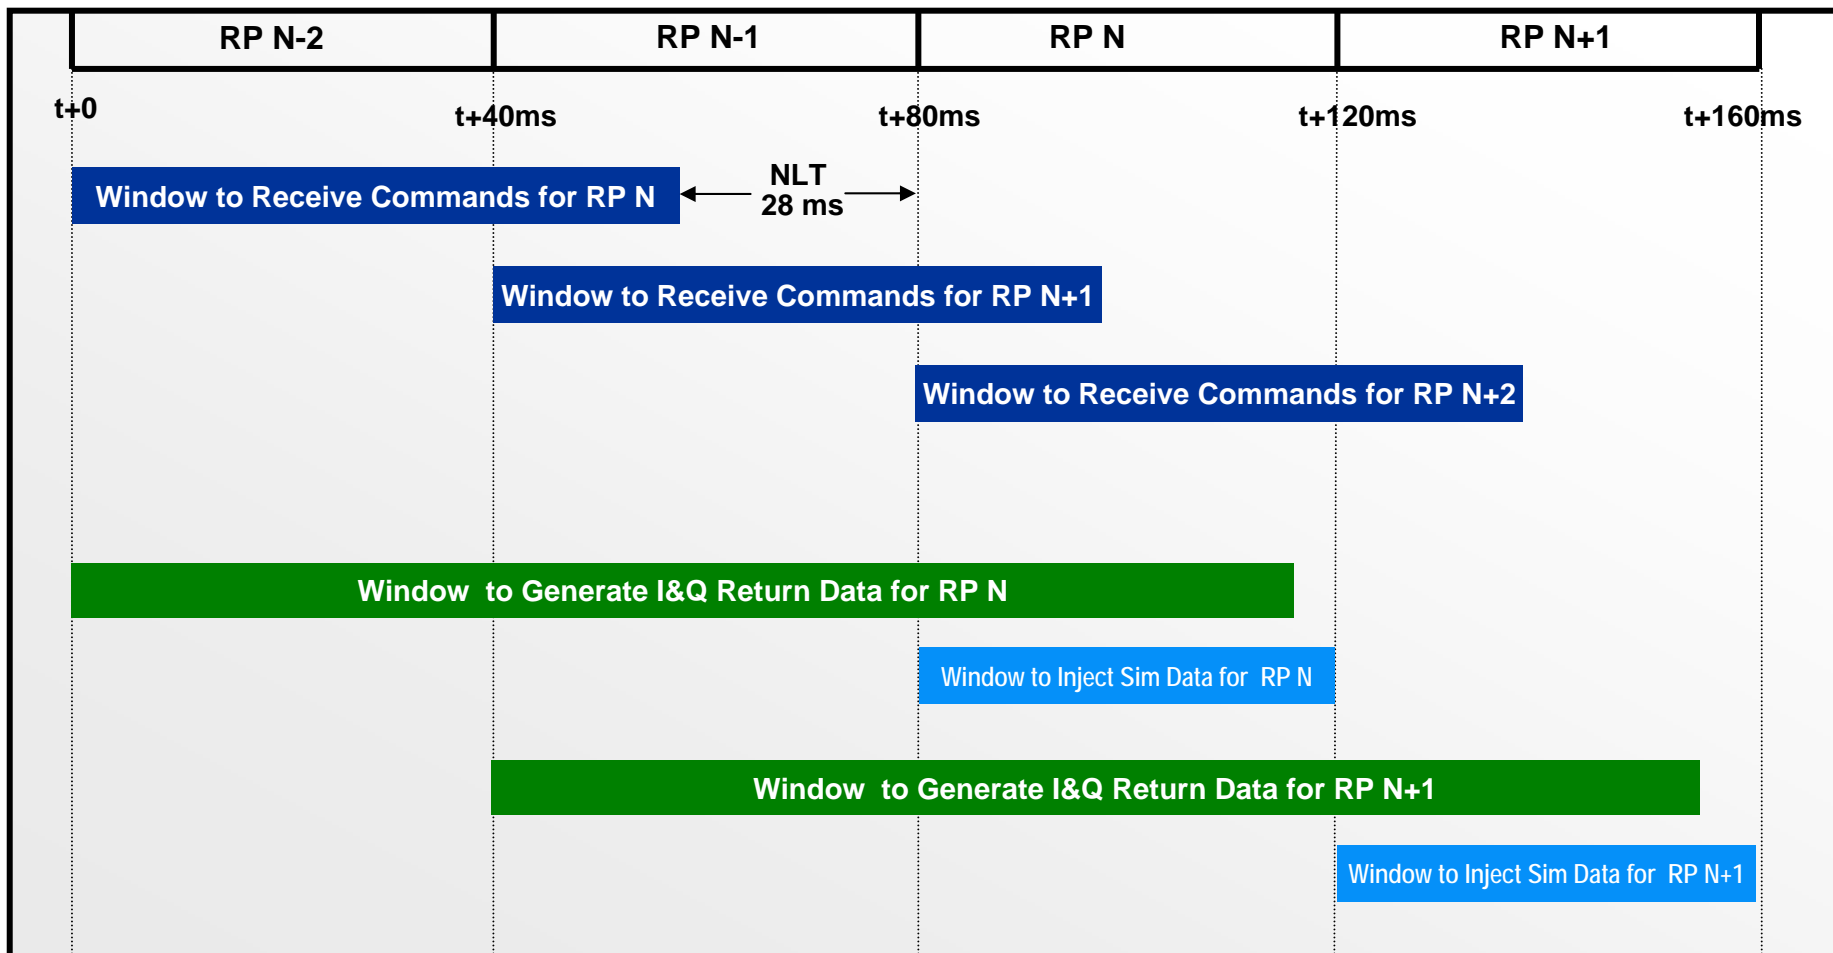 RP N-2
RP N-1
RP N
RP N+1
t+0
t+40ms
t+80ms
t+120ms
t+160ms
Window to Receive Commands for RP N
NLT
28 ms
Window to Receive Commands for RP N+1
Window to Receive Commands for RP N+2
Window to Generate I&Q Return Data for RP N
Window to Inject Sim Data for RP N
Window to Generate I&Q Return Data for RP N+1
Window to Inject Sim Data for RP N+1